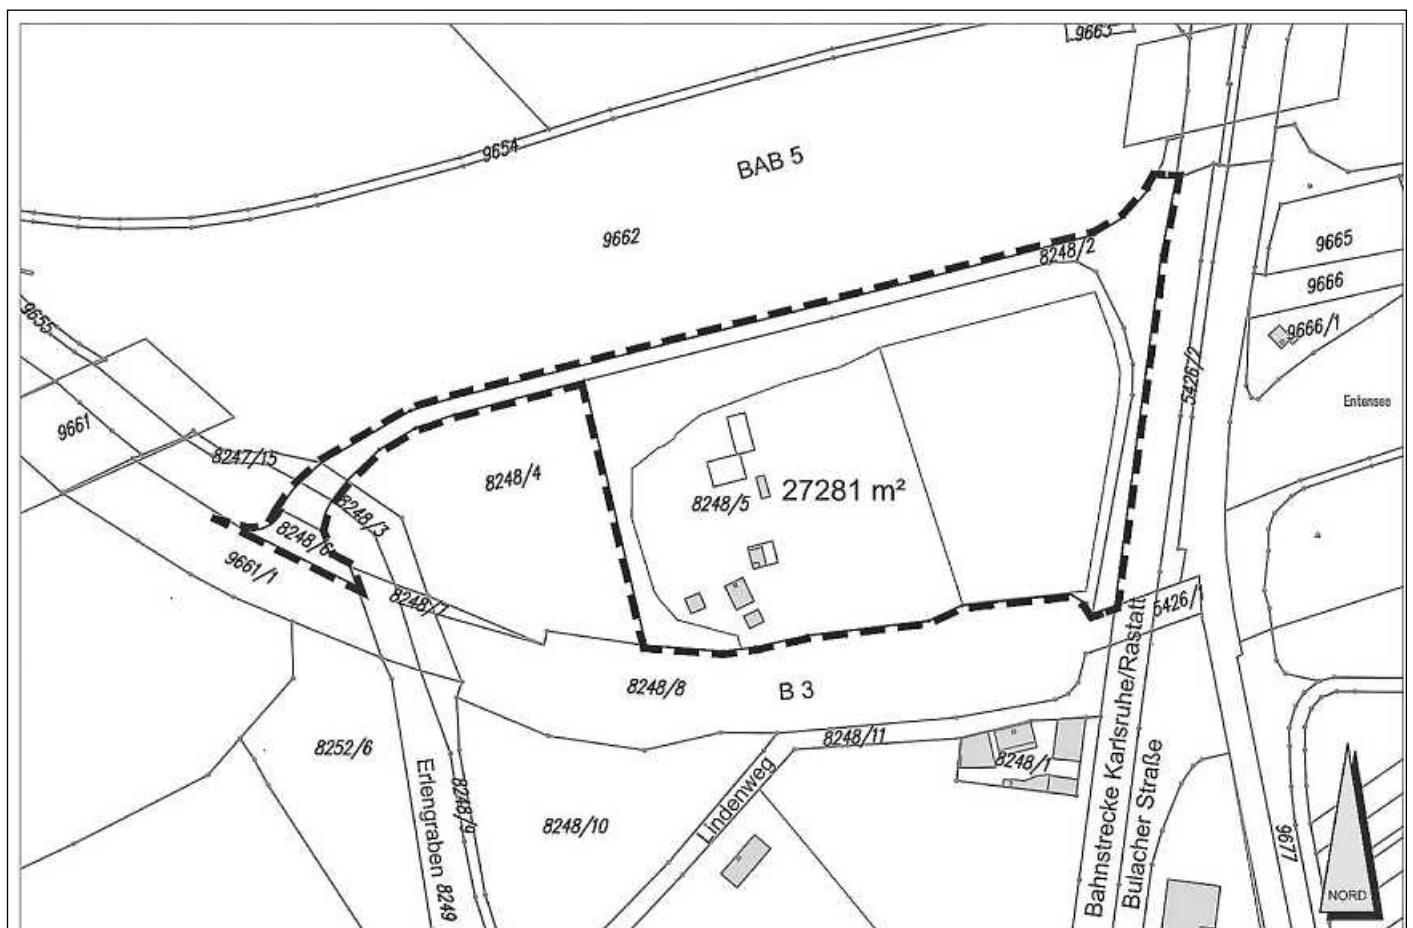 9663
9654
BAB 5
9662
8248/2
9665
9666
9666/1
9655
5426/2
Entensee
9661
8247/15
8248/4
8248/5
27281 m²
8248/3
8248/6
9661/1
8248/7
5426/1
8248/8
B 3
8252/6
8248/11
8248/1
Erlengraben 8249
8248/9
8248/10
Lindenweg
Bahnstrecke Karlsruhe/Rastatt
Bulacher Straße
9677
NORD